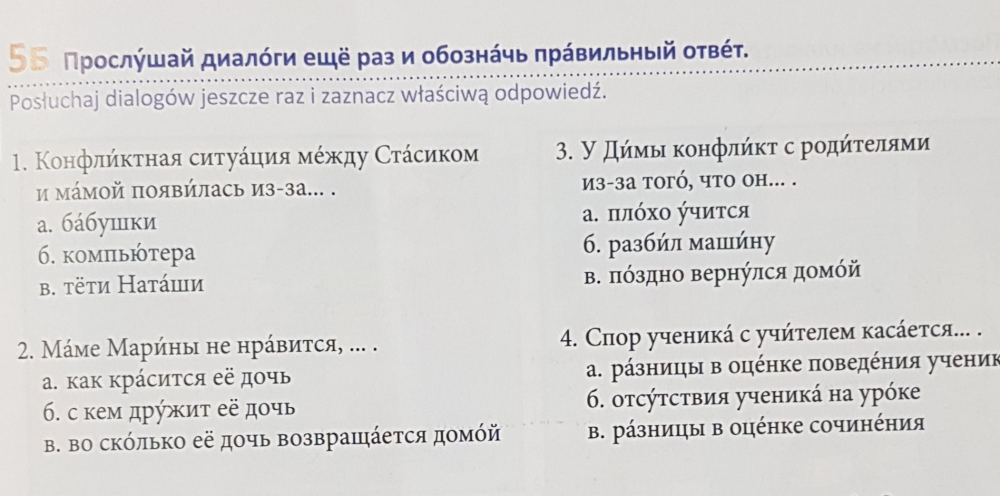 5Б Прослу́шай диало́ги ещё раз и обозна́чь пра́вильный отве́т.
Posłuchaj dialogów jeszcze raz i zaznacz właściwą odpowiedź.
1. Конфли́ктная ситуа́ция ме́жду Ста́сиком
и ма́мой появи́лась из-за... .
а. ба́бушки
б. компью́тера
в. тёти Ната́ши
2. Ма́ме Мари́ны не нра́вится, ... .
а. как кра́сится её дочь
б. с кем дру́жит её дочь
в. во ско́лько её дочь возвраща́ется домо́й
3. У Ди́мы конфли́кт с роди́телями
из-за того́, что он... .
а. пло́хо у́чится
б. разби́л маши́ну
в. по́здно верну́лся домо́й
4. Спор ученика́ с учи́телем каса́ется... .
а. ра́зницы в оце́нке поведе́ния ученик
б. отсу́тствия ученика́ на уро́ке
в. ра́зницы в оце́нке сочине́ния